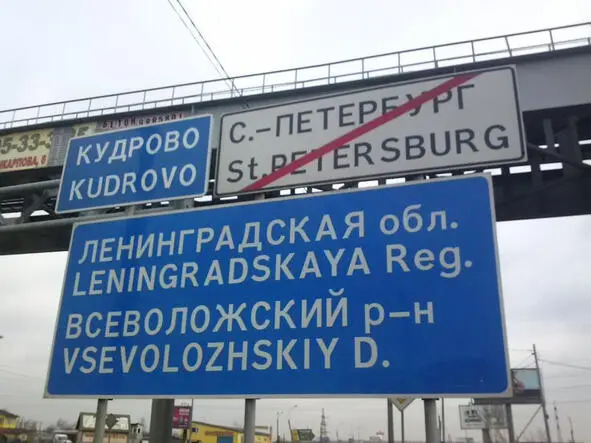 КУДРОВО
KUDROVO
С.-ПЕТЕРБУРГ
St.PETERSBURG
ЛЕНИНГРАДСКАЯ обл.
LENINGRADSKAYA Reg.
ВСЕВОЛОЖСКИЙ р-н
VSEVOLOZHSKIY D.